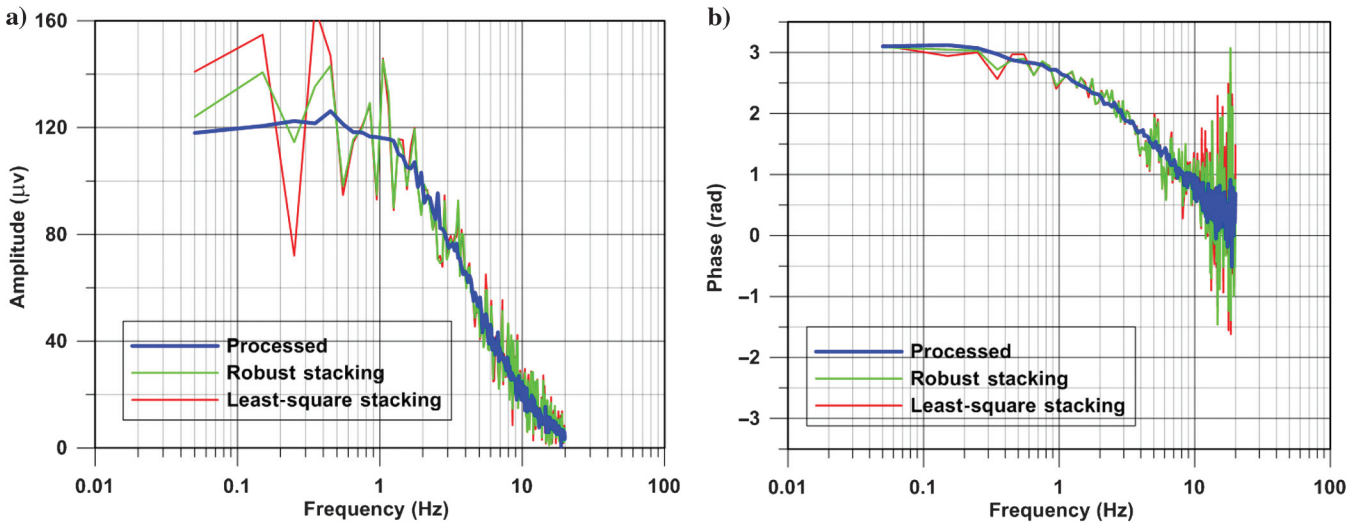 a)
160
120
80
40
0
Amplitude (μv)
Processed
Robust stacking
Least-square stacking
0.01 0.1 1 10 100
Frequency (Hz)
b)
3
2
1
0
−1
−2
−3
Phase (rad)
Processed
Robust stacking
Least-square stacking
0.01 0.1 1 10 100
Frequency (Hz)